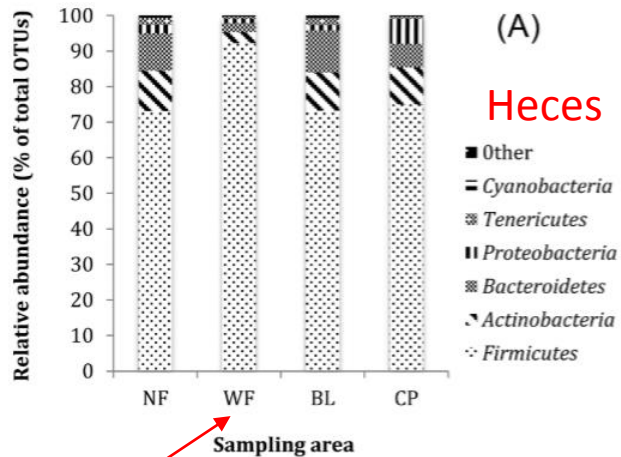 (A)
Heces
Relative abundance (% of total OTUs)
100
90
80
70
60
50
40
30
20
10
0
NF WF BL CP
Sampling area
0ther
Cyanobacteria
Tenericutes
Proteobacteria
Bacteroidetes
Actinobacteria
Firmicutes